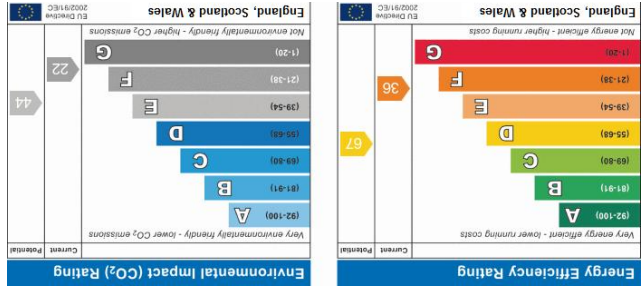 Energy Efficiency Rating
Current Potential
Very energy efficient - lower running costs
(92-100) A
(81-91) B
(69-80) C
(55-68) D
(39-54) E
(21-38) F
(1-20) G
67
36
Not energy efficient - higher running costs
England, Scotland & Wales
EU Directive
2002/91/EC
Environmental Impact (CO₂) Rating
Current Potential
Very environmentally friendly - lower CO₂ emissions
(92-100) A
(81-91) B
(69-80) C
(55-68) D
(39-54) E
(21-38) F
(1-20) G
44
22
Not environmentally friendly - higher CO₂ emissions
England, Scotland & Wales
EU Directive
2002/91/EC